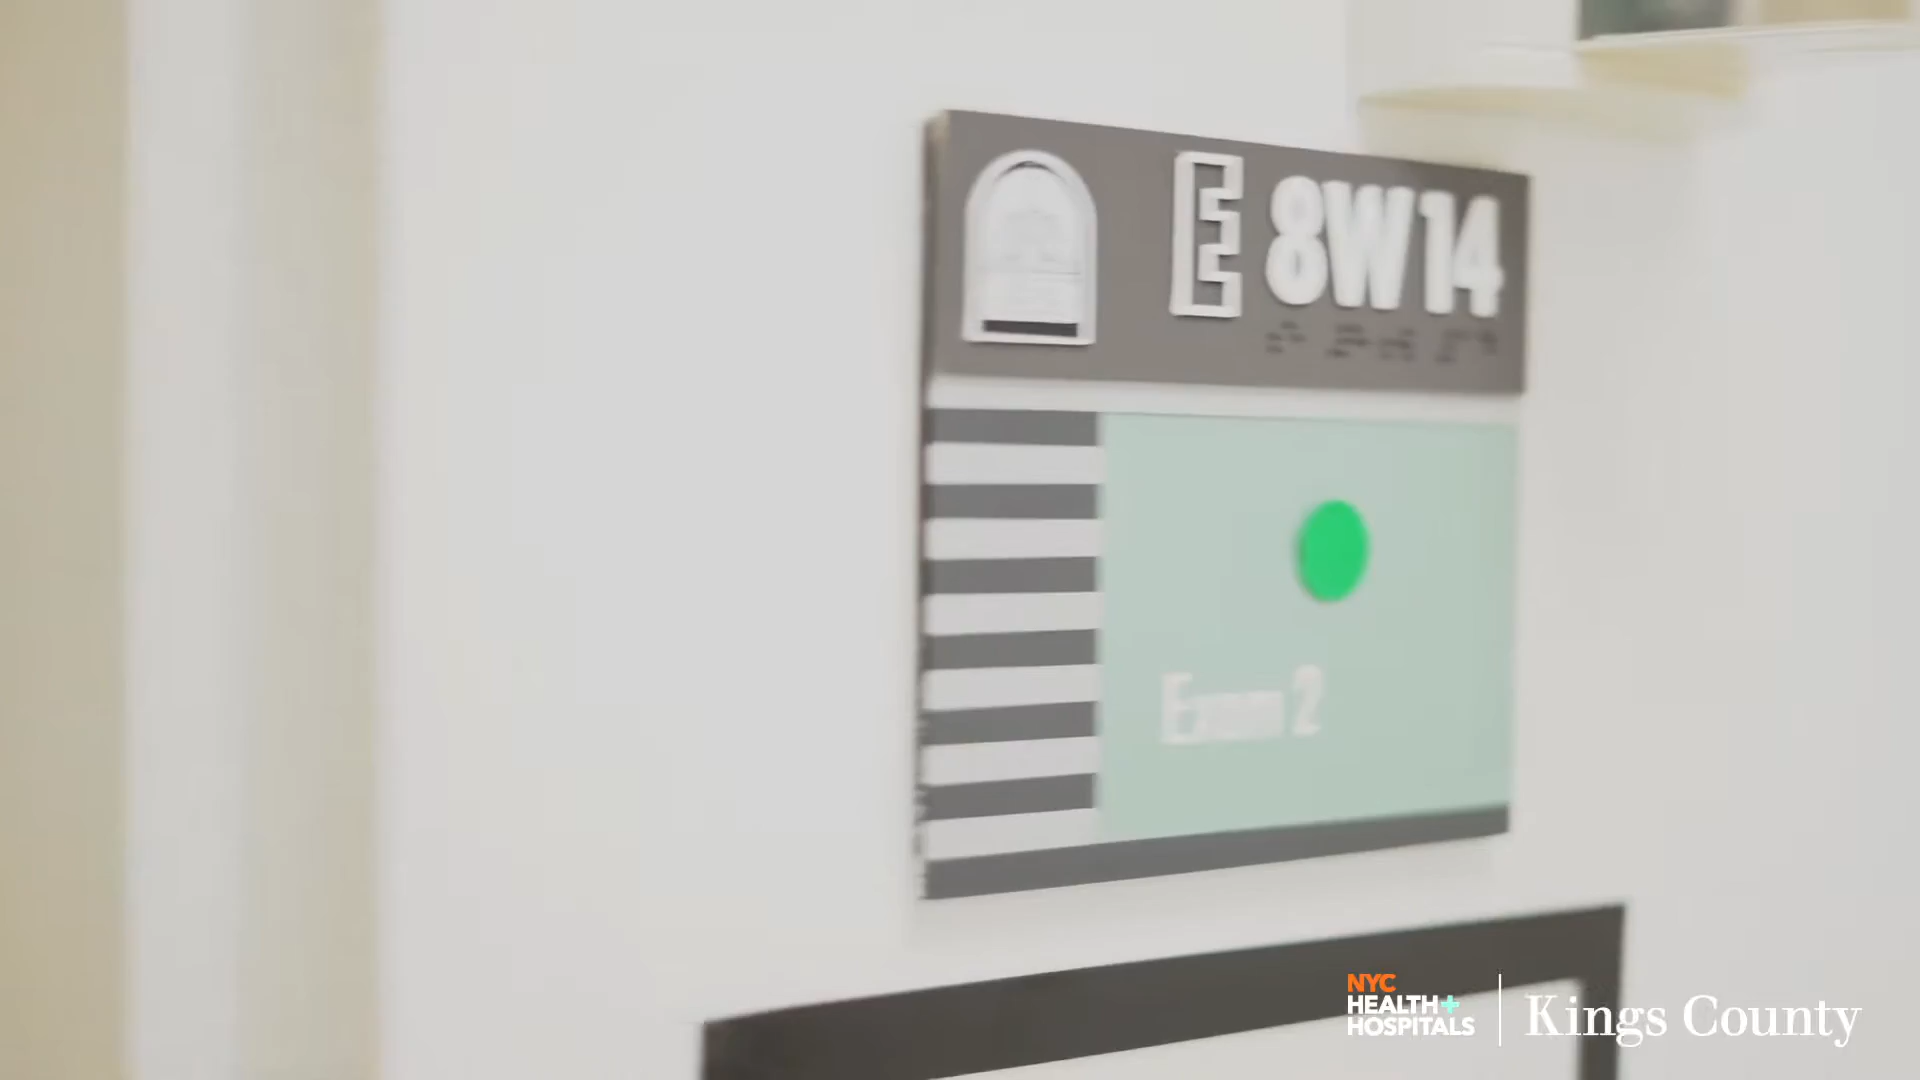 E 8W14
Exam 2
NYC
HEALTH+
HOSPITALS
Kings County